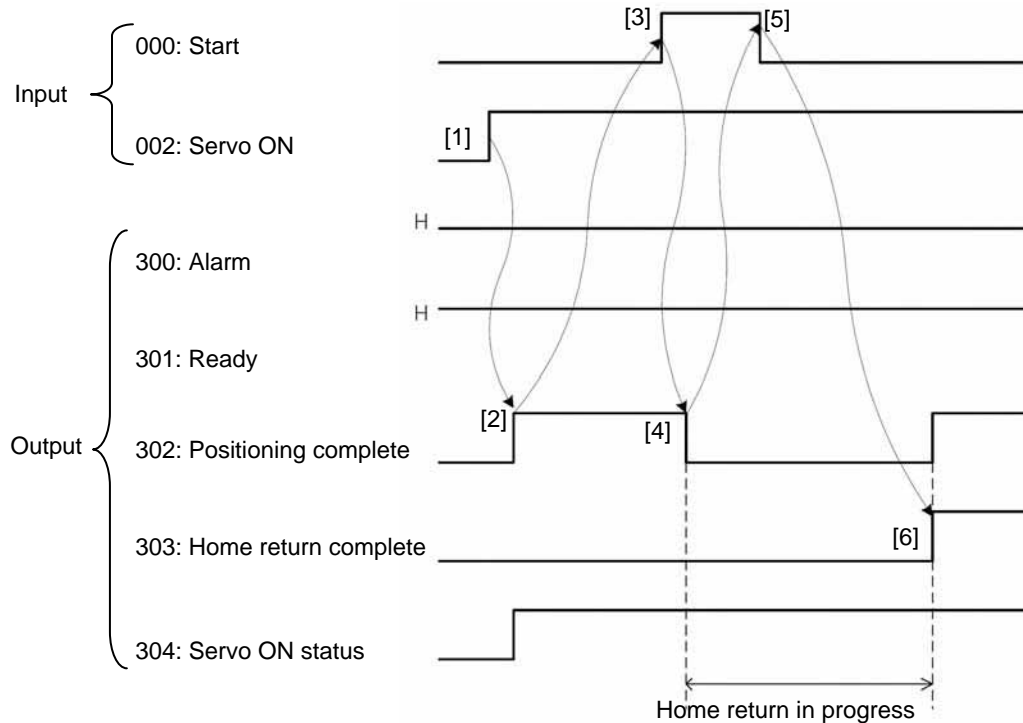 [3]
[5]
000: Start
Input
[1]
002: Servo ON
H
300: Alarm
H
301: Ready
[2]
[4]
Output
302: Positioning complete
303: Home return complete
[6]
304: Servo ON status
Home return in progress